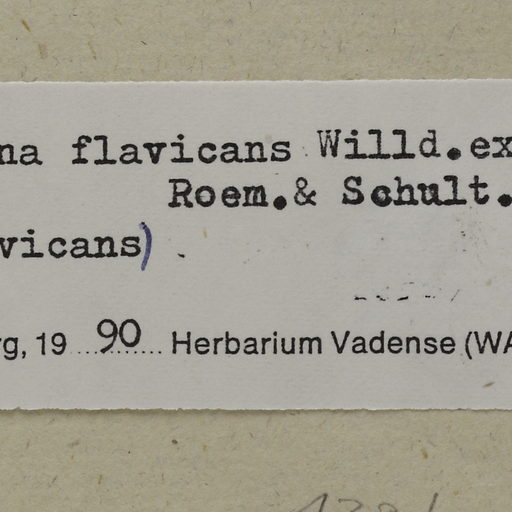 na flavicans Willd.ex
Roem.& Schult.
vicans) .
rg, 19 90 Herbarium Vadense (WA